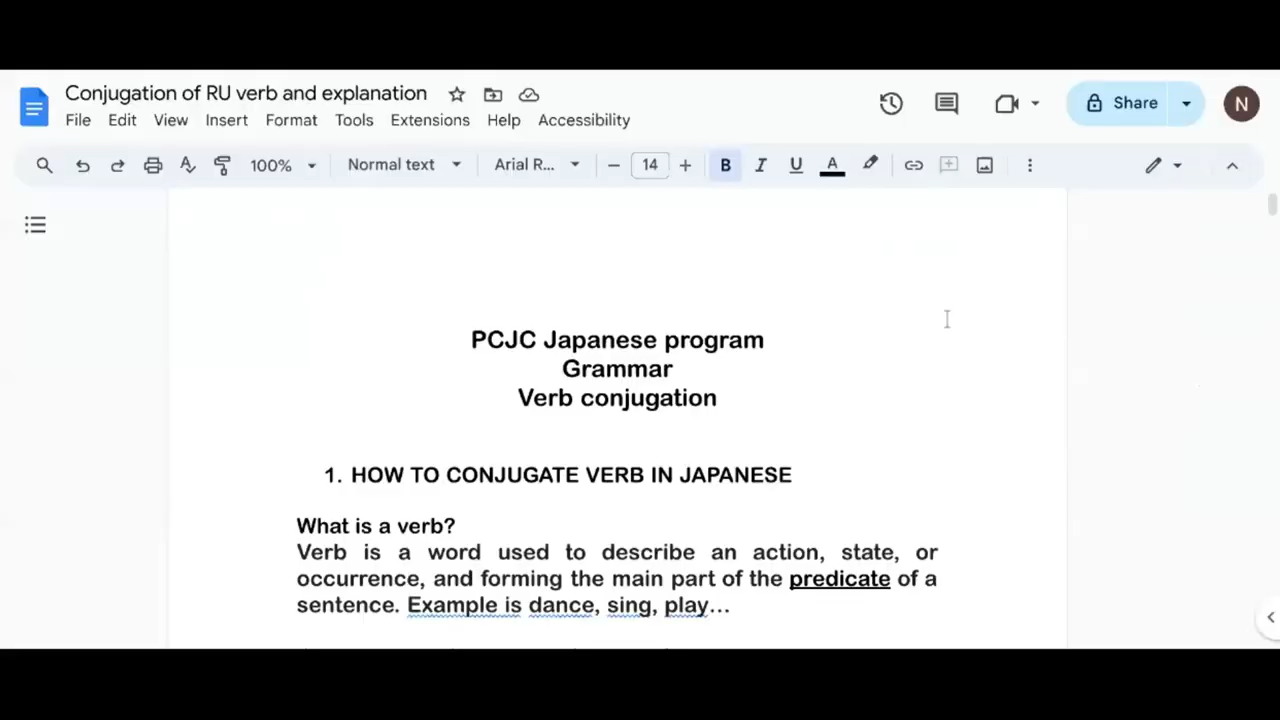 Conjugation of RU verb and explanation
File Edit View Insert Format Tools Extensions Help Accessibility
Share
N
100% Normal text Arial R... 14 B I U A
PCJC Japanese program
Grammar
Verb conjugation
1. HOW TO CONJUGATE VERB IN JAPANESE
What is a verb?
Verb is a word used to describe an action, state, or
occurrence, and forming the main part of the predicate of a
sentence. Example is dance, sing, play...